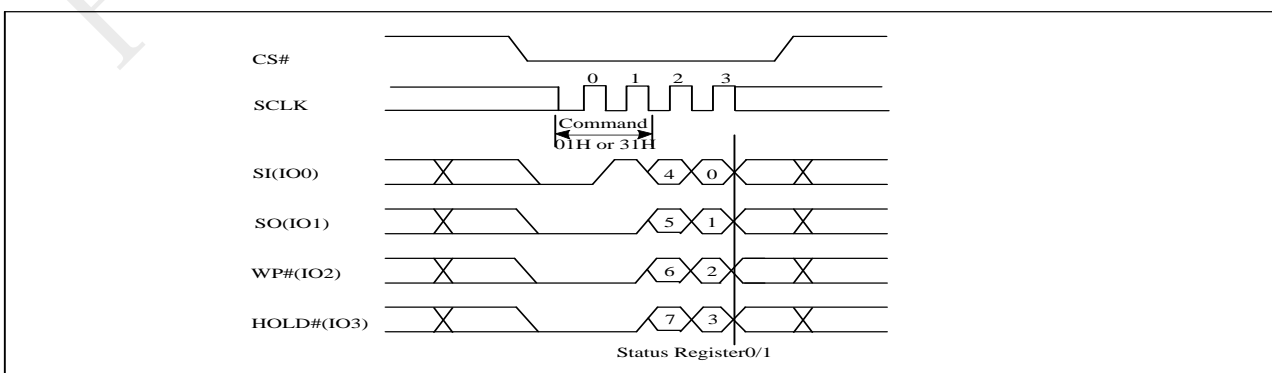 CS#
0 1 2 3
SCLK
Command
01H or 31H
SI(IO0) 4 0
SO(IO1) 5 1
WP#(IO2) 6 2
HOLD#(IO3) 7 3
Status Register0/1